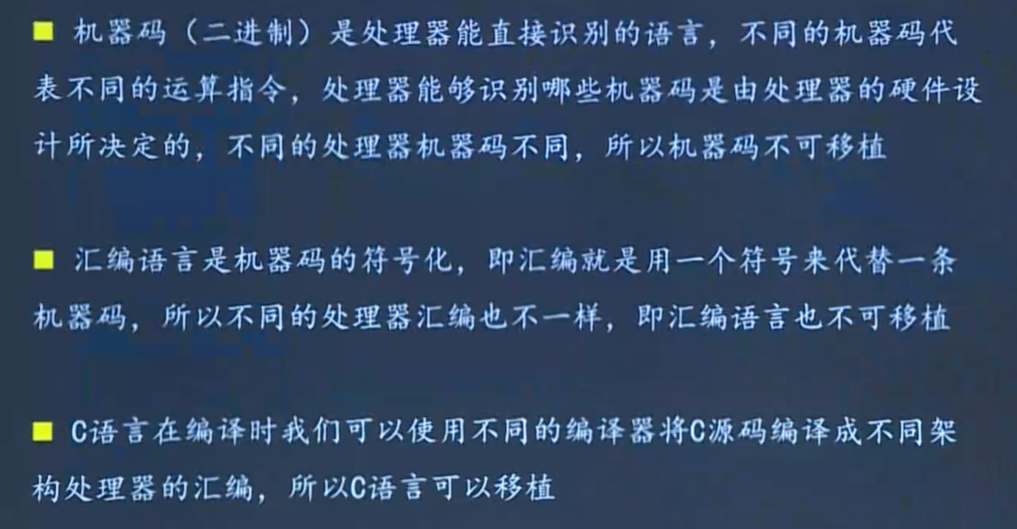 ■ 机器码（二进制）是处理器能直接识别的语言，不同的机器码代
表不同的运算指令，处理器能够识别哪些机器码是由处理器的硬件设
计所决定的，不同的处理器机器码不同，所以机器码不可移植
■ 汇编语言是机器码的符号化，即汇编就是用一个符号来代替一条
机器码，所以不同的处理器汇编也不一样，即汇编语言也不可移植
■ C语言在编译时我们可以使用不同的编译器将C源码编译成不同架
构处理器的汇编，所以C语言可以移植